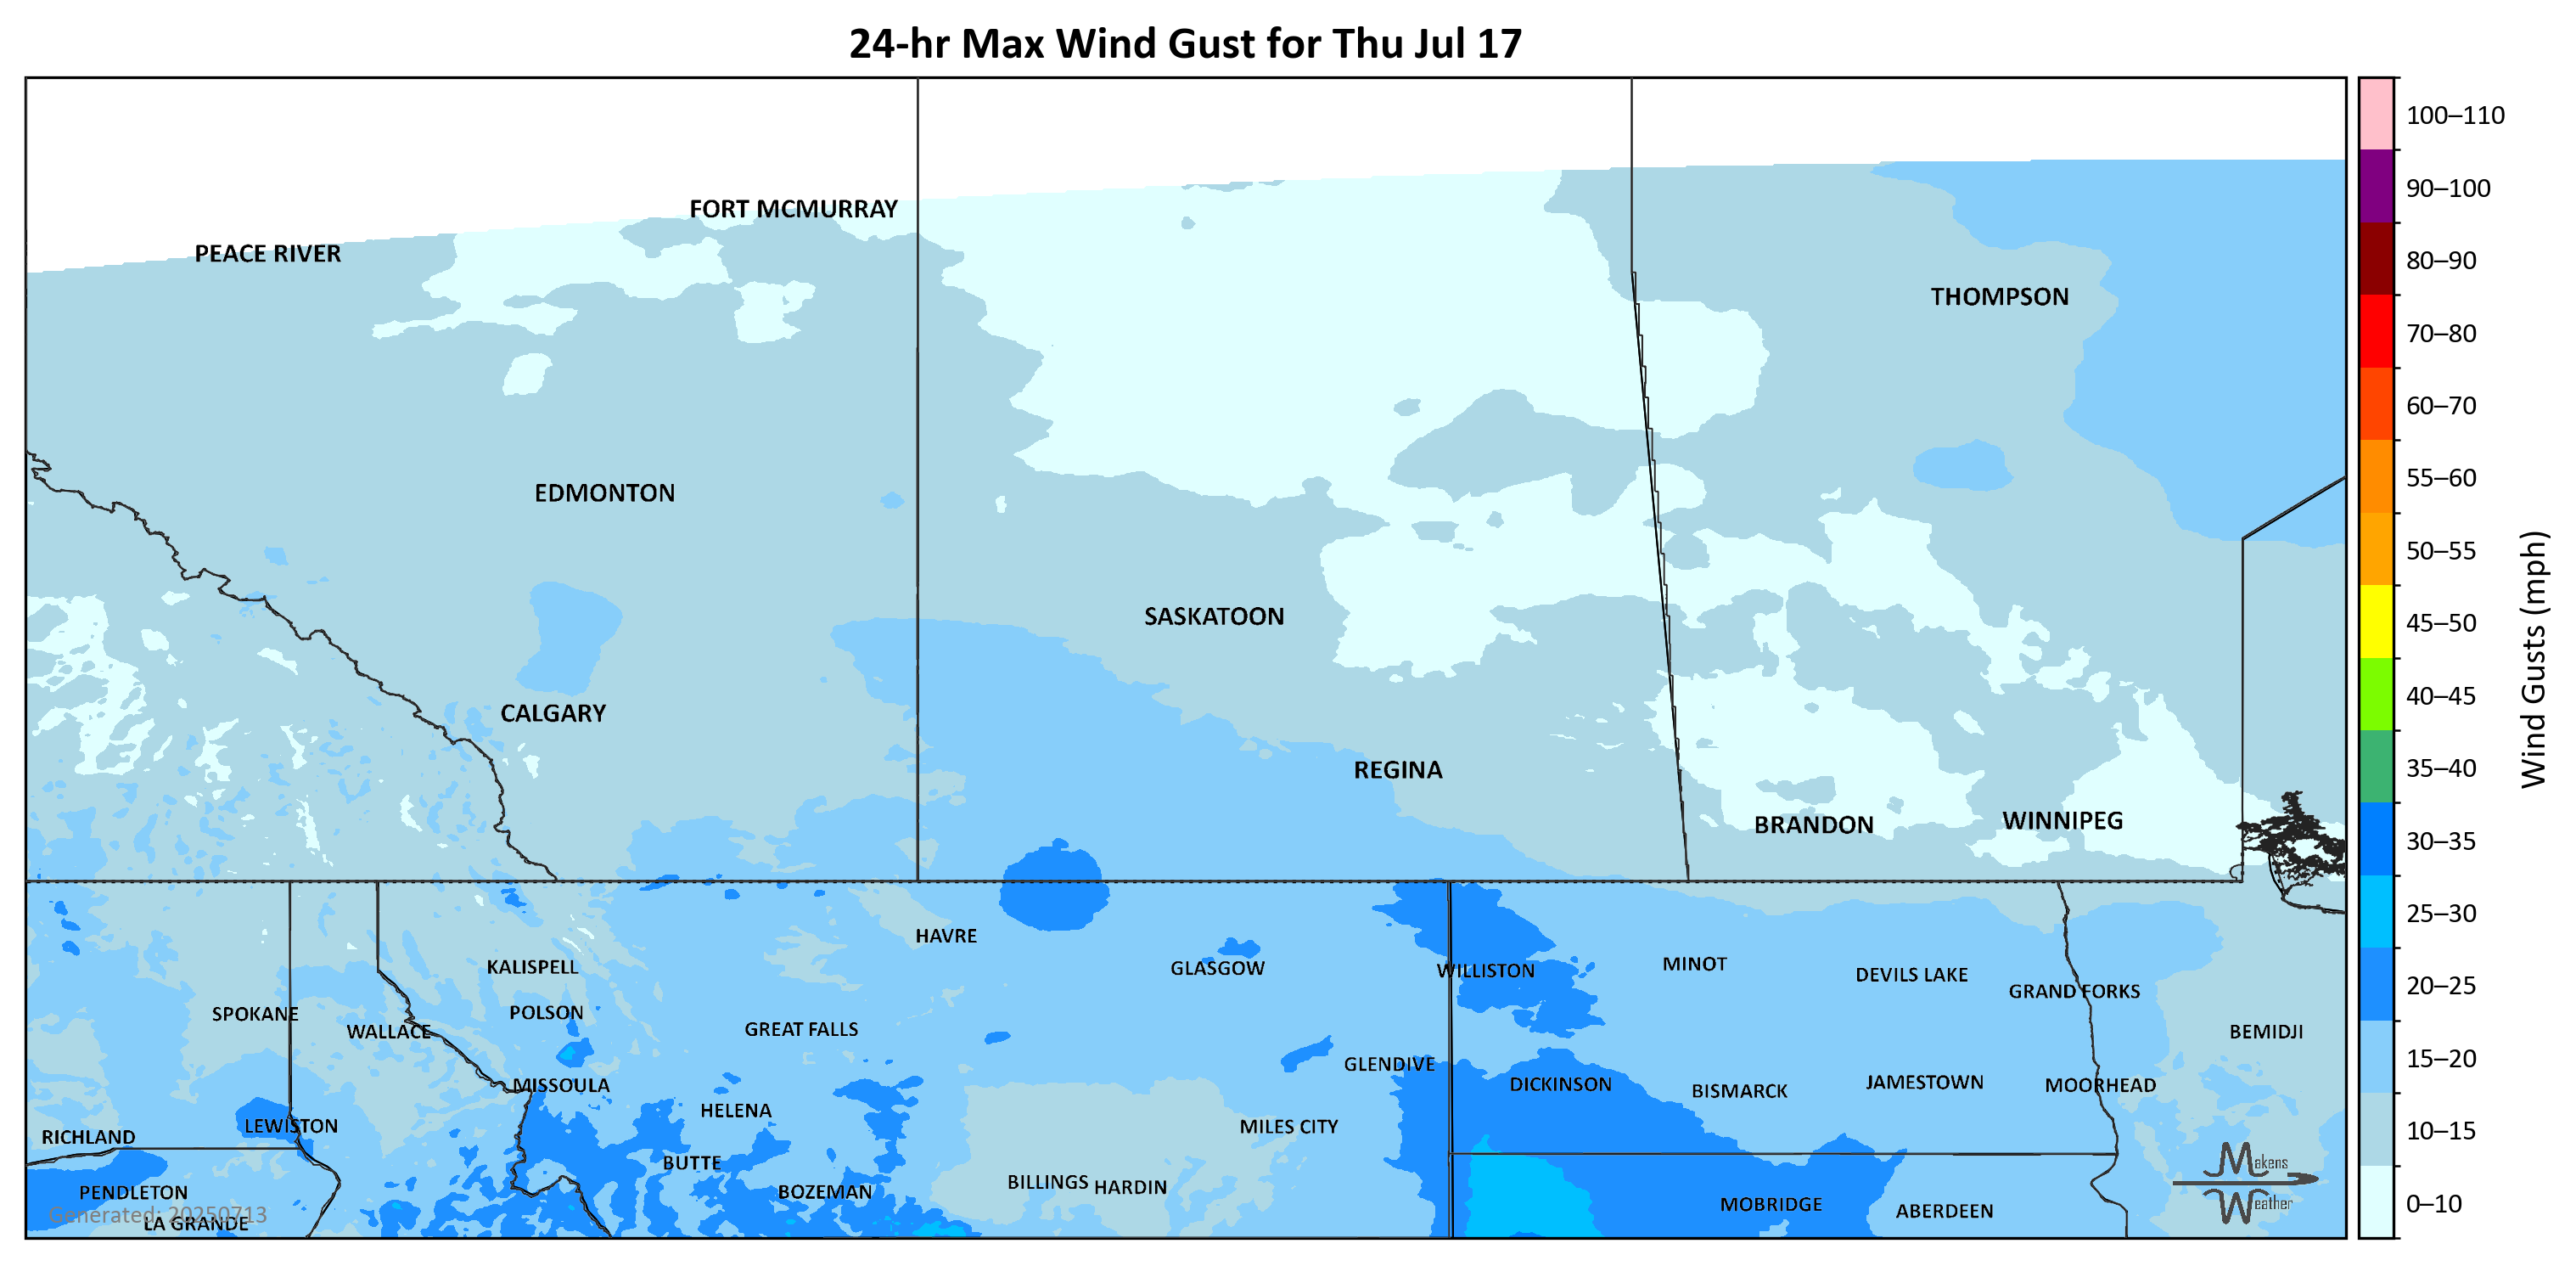 24-hr Max Wind Gust for Thu Jul 17
100–110
90–100
80–90
70–80
60–70
55–60
50–55
45–50
40–45
35–40
30–35
25–30
20–25
15–20
10–15
0–10
Wind Gusts (mph)
FORT MCMURRAY
PEACE RIVER
THOMPSON
EDMONTON
SASKATOON
CALGARY
REGINA
BRANDON
WINNIPEG
HAVRE
KALISPELL
GLASGOW
WILLISTON
MINOT
DEVILS LAKE
GRAND FORKS
SPOKANE
POLSON
WALLACE
GREAT FALLS
BEMIDJI
GLENDIVE
MISSOULA
DICKINSON
BISMARCK
JAMESTOWN
MOORHEAD
HELENA
LEWISTON
MILES CITY
RICHLAND
BUTTE
BILLINGS
HARDIN
PENDLETON
BOZEMAN
MOBRIDGE
ABERDEEN
Generated: 20250713
LA GRANDE
Makens
Weather